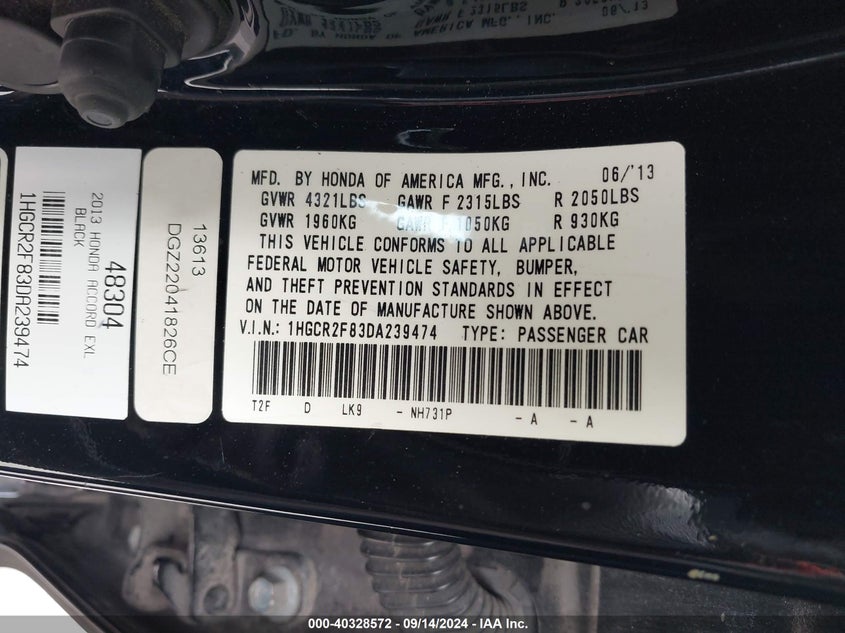 MFD. BY HONDA OF AMERICA MFG., INC. 06/'13
GVWR 4321LBS GAWR F 2315LBS R 2050LBS
GVWR 1960KG GAWR F 1050KG R 930KG
THIS VEHICLE CONFORMS TO ALL APPLICABLE
FEDERAL MOTOR VEHICLE SAFETY, BUMPER,
AND THEFT PREVENTION STANDARDS IN EFFECT
ON THE DATE OF MANUFACTURE SHOWN ABOVE.
V.I.N.: 1HGCR2F83DA239474 TYPE: PASSENGER CAR
T2F D LK9 - NH731P - A - A
13613
DGZ22041826CE
48304
2013 HONDA ACCORD EXL
BLACK
1HGCR2F83DA239474
000-40328572 - 09/14/2024 - IAA Inc.